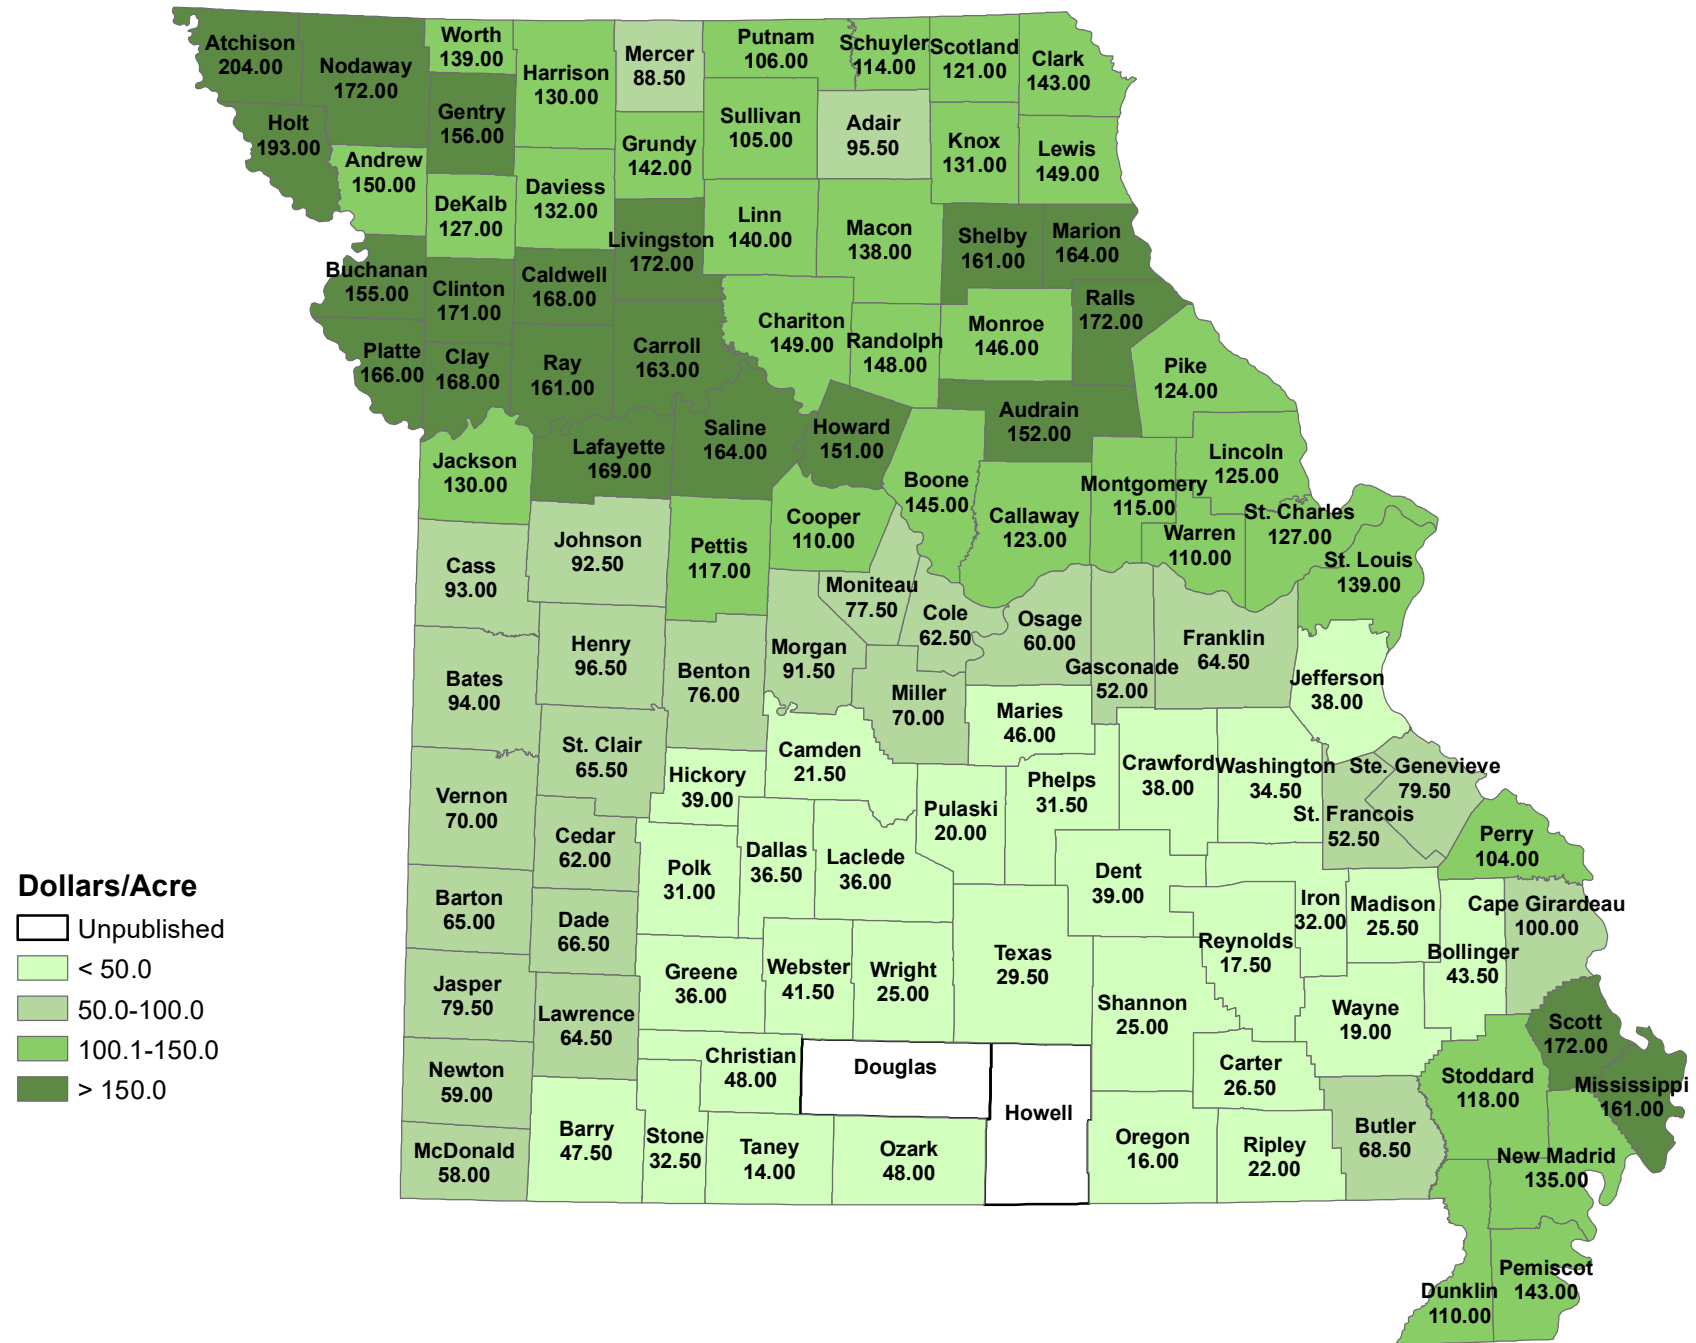 Atchison
204.00
Nodaway
172.00
Worth
139.00
Harrison
130.00
Mercer
88.50
Putnam
106.00
Schuyler
114.00
Scotland
121.00
Clark
143.00
Holt
193.00
Gentry
156.00
Andrew
150.00
DeKalb
127.00
Daviess
132.00
Grundy
142.00
Sullivan
105.00
Adair
95.50
Knox
131.00
Lewis
149.00
Buchanan
155.00
Clinton
171.00
Caldwell
168.00
Livingston
172.00
Linn
140.00
Macon
138.00
Shelby
161.00
Marion
164.00
Platte
166.00
Clay
168.00
Ray
161.00
Carroll
163.00
Chariton
149.00
Randolph
148.00
Monroe
146.00
Ralls
172.00
Pike
124.00
Jackson
130.00
Lafayette
169.00
Saline
164.00
Howard
151.00
Audrain
152.00
Boone
145.00
Callaway
123.00
Montgomery
115.00
Lincoln
125.00
Warren
110.00
St. Charles
127.00
St. Louis
139.00
Cass
93.00
Johnson
92.50
Pettis
117.00
Cooper
110.00
Moniteau
77.50
Cole
62.50
Osage
60.00
Gasconade
52.00
Franklin
64.50
Jefferson
38.00
Bates
94.00
Henry
96.50
Benton
76.00
Morgan
91.50
Miller
70.00
Maries
46.00
Vernon
70.00
St. Clair
65.50
Hickory
39.00
Camden
21.50
Pulaski
20.00
Phelps
31.50
Crawford
38.00
Washington
34.50
St. Francois
52.50
Ste. Genevieve
79.50
Perry
104.00
Cedar
62.00
Polk
31.00
Dallas
36.50
Laclede
36.00
Dent
39.00
Iron
32.00
Madison
25.50
Bollinger
43.50
Cape Girardeau
100.00
Barton
65.00
Dade
66.50
Greene
36.00
Webster
41.50
Wright
25.00
Texas
29.50
Reynolds
17.50
Shannon
25.00
Wayne
19.00
Scott
172.00
Mississippi
161.00
Jasper
79.50
Lawrence
64.50
Christian
48.00
Douglas
Howell
Carter
26.50
Butler
68.50
Stoddard
118.00
New Madrid
135.00
Newton
59.00
McDonald
58.00
Barry
47.50
Stone
32.50
Taney
14.00
Ozark
48.00
Oregon
16.00
Ripley
22.00
Dunklin
110.00
Pemiscot
143.00
Dollars/Acre
Unpublished
< 50.0
50.0-100.0
100.1-150.0
> 150.0